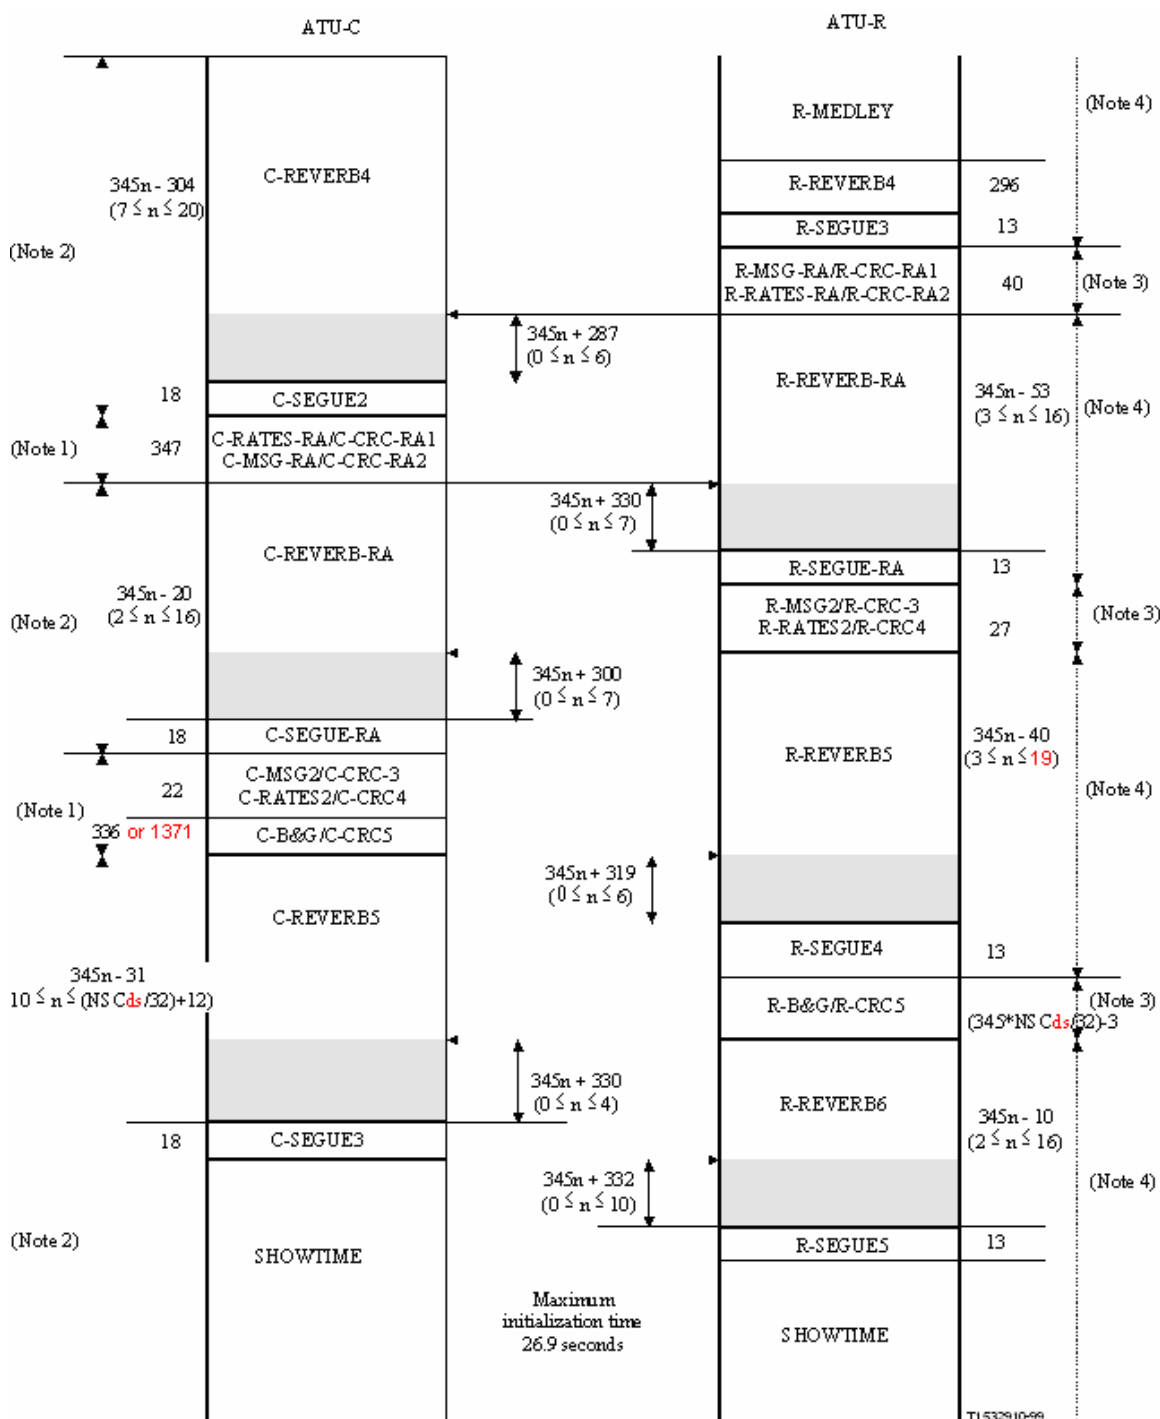 ATU-C
ATU-R
R-MEDLEY
(Note 4)
C-REVERB4
345n - 304
(7 ≤ n ≤ 20)
R-REVERB4
296
R-SEGUE3
13
(Note 2)
R-MSG-RA/R-CRC-RA1
R-RATES-RA/R-CRC-RA2
40
(Note 3)
345n + 287
(0 ≤ n ≤ 6)
R-REVERB-RA
345n - 53
(3 ≤ n ≤ 16)
(Note 4)
18
C-SEGUE2
(Note 1)
347
C-RATES-RA/C-CRC-RA1
C-MSG-RA/C-CRC-RA2
345n + 330
(0 ≤ n ≤ 7)
C-REVERB-RA
R-SEGUE-RA
13
345n - 20
(2 ≤ n ≤ 16)
(Note 2)
R-MSG2/R-CRC-3
R-RATES2/R-CRC4
27
(Note 3)
345n + 300
(0 ≤ n ≤ 7)
18
C-SEGUE-RA
R-REVERB5
345n - 40
(3 ≤ n ≤ 19)
(Note 4)
C-MSG2/C-CRC-3
C-RATES2/C-CRC4
22
(Note 1)
336 or 1371
C-B&G/C-CRC5
345n + 319
(0 ≤ n ≤ 6)
C-REVERB5
R-SEGUE4
13
345n - 31
10 ≤ n ≤ (NSCds/32)+12)
R-B&G/R-CRC5
(Note 3)
(345*NSCds/32)-3
345n + 330
(0 ≤ n ≤ 4)
R-REVERB6
345n - 10
(2 ≤ n ≤ 16)
18
C-SEGUE3
345n + 332
(0 ≤ n ≤ 10)
(Note 4)
(Note 2)
SHOWTIME
R-SEGUE5
13
Maximum
initialization time
26.9 seconds
SHOWTIME
T1532910-99